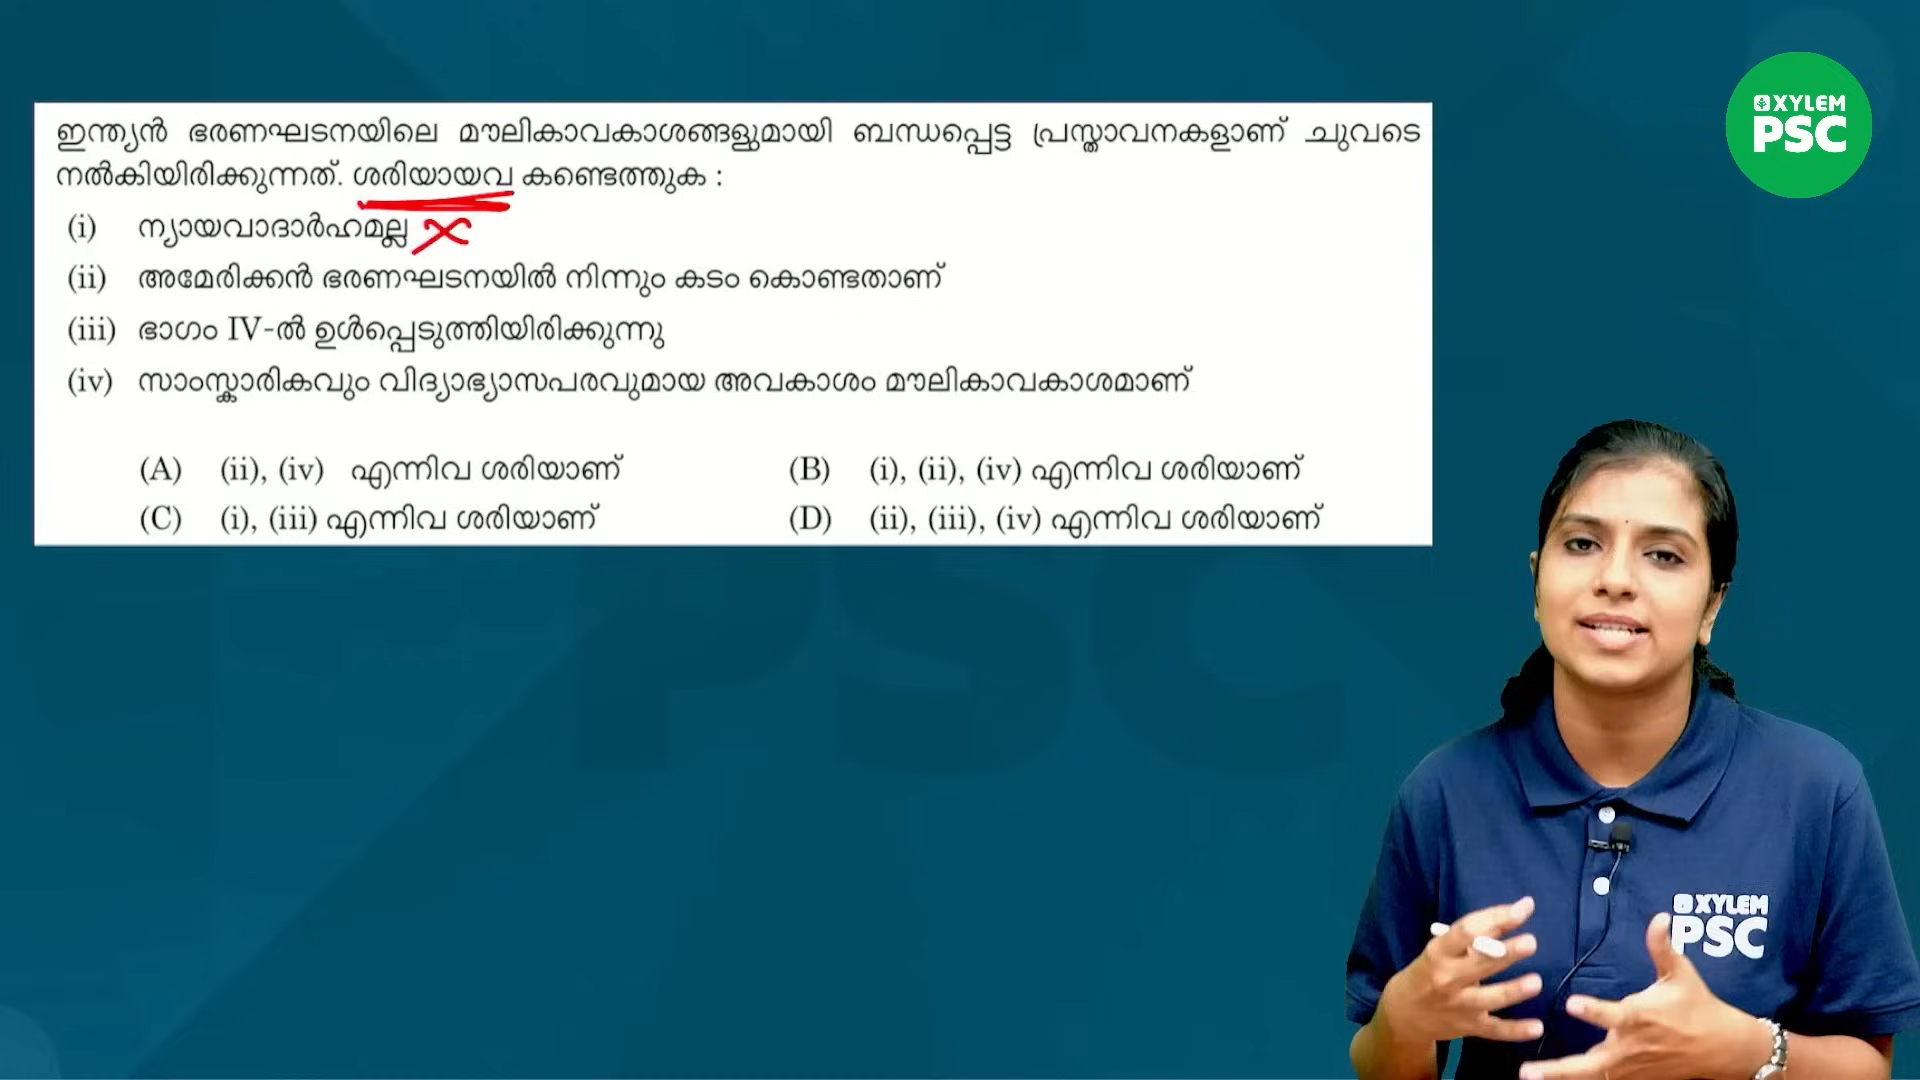 XYLEM
PSC
ഇന്ത്യൻ ഭരണഘടനയിലെ മൗലികാവകാശങ്ങളുമായി ബന്ധപ്പെട്ട പ്രസ്താവനകളാണ് ചുവടെ
നൽകിയിരിക്കുന്നത്. ശരിയായവ കണ്ടെത്തുക :
(i) ന്യായവാദാർഹമല്ല
(ii) അമേരിക്കൻ ഭരണഘടനയിൽ നിന്നും കടം കൊണ്ടതാണ്
(iii) ഭാഗം IV-ൽ ഉൾപ്പെടുത്തിയിരിക്കുന്നു
(iv) സാംസ്കാരികവും വിദ്യാഭ്യാസപരവുമായ അവകാശം മൗലികാവകാശമാണ്
(A) (ii), (iv) എന്നിവ ശരിയാണ് (B) (i), (ii), (iv) എന്നിവ ശരിയാണ്
(C) (i), (iii) എന്നിവ ശരിയാണ് (D) (ii), (iii), (iv) എന്നിവ ശരിയാണ്
PSC
XYLEM
PSC